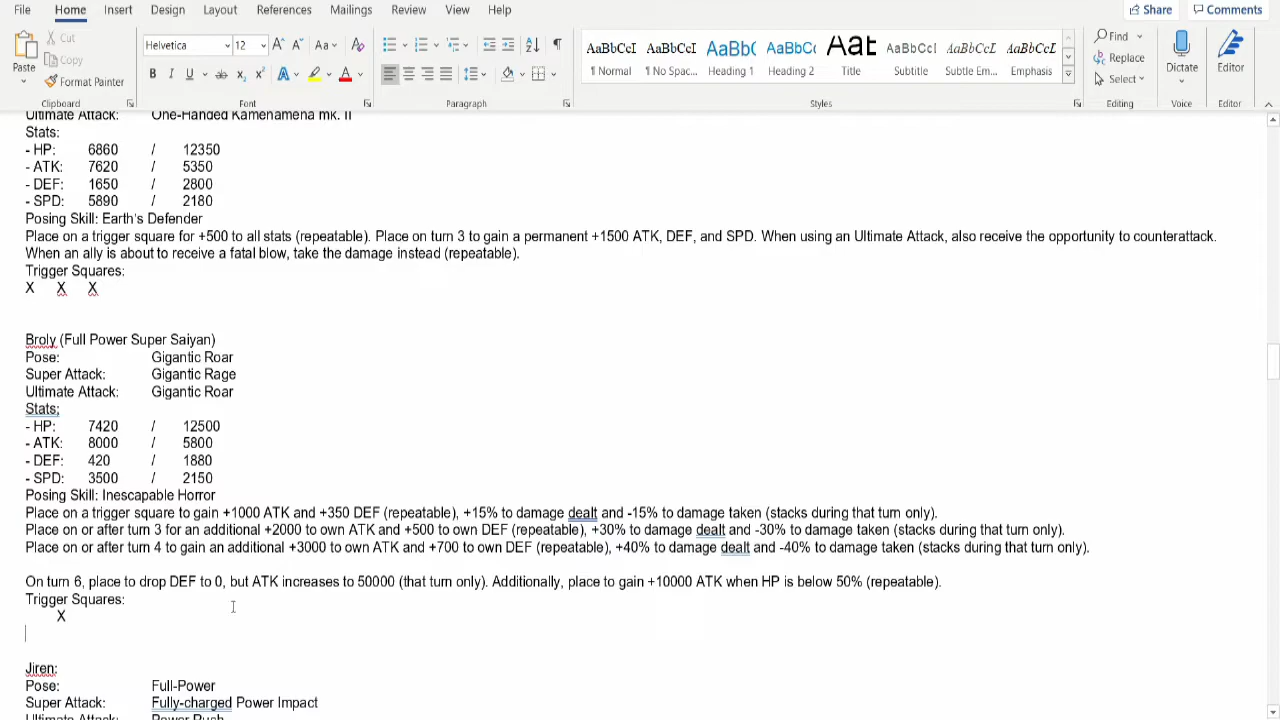 File Home Insert Design Layout References Mailings Review View Help Share Comments
Cut
Copy
Paste
Format Painter
Helvetica 12
Aa
B I U ab x₂ x²
AaBbCcI AaBbCcI AaBb( AaBbCc AaB AaBbCcI AaBbCcL AaBbCcL
¶ Normal ¶ No Spac... Heading 1 Heading 2 Title Subtitle Subtle Em... Emphasis
Find
Replace
Select
Dictate
Editor
Clipboard Font Paragraph Styles Editing Voice Editor
Ultimate Attack: One-Handed Kamehameha mk. II
Stats:
- HP: 6860 / 12350
- ATK: 7620 / 5350
- DEF: 1650 / 2800
- SPD: 5890 / 2180
Posing Skill: Earth's Defender
Place on a trigger square for +500 to all stats (repeatable). Place on turn 3 to gain a permanent +1500 ATK, DEF, and SPD. When using an Ultimate Attack, also receive the opportunity to counterattack.
When an ally is about to receive a fatal blow, take the damage instead (repeatable).
Trigger Squares:
X X X
Broly (Full Power Super Saiyan)
Pose: Gigantic Roar
Super Attack: Gigantic Rage
Ultimate Attack: Gigantic Roar
Stats;
- HP: 7420 / 12500
- ATK: 8000 / 5800
- DEF: 420 / 1880
- SPD: 3500 / 2150
Posing Skill: Inescapable Horror
Place on a trigger square to gain +1000 ATK and +350 DEF (repeatable), +15% to damage dealt and -15% to damage taken (stacks during that turn only).
Place on or after turn 3 for an additional +2000 to own ATK and +500 to own DEF (repeatable), +30% to damage dealt and -30% to damage taken (stacks during that turn only).
Place on or after turn 4 to gain an additional +3000 to own ATK and +700 to own DEF (repeatable), +40% to damage dealt and -40% to damage taken (stacks during that turn only).
On turn 6, place to drop DEF to 0, but ATK increases to 50000 (that turn only). Additionally, place to gain +10000 ATK when HP is below 50% (repeatable).
Trigger Squares:
X
Jiren:
Pose: Full-Power
Super Attack: Fully-charged Power Impact
Ultimate Attack: Power Rush